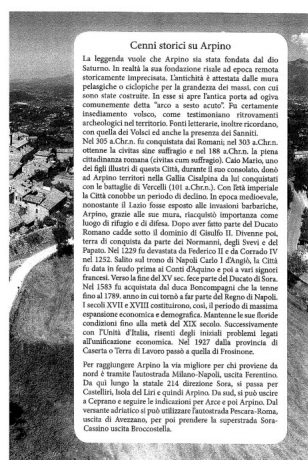 Cenni storici su Arpino
La leggenda vuole che Arpino sia stata fondata dal dio
Saturno. In realtà la sua fondazione risale ad epoca remota
storicamente imprecisata. L'antichità è attestata dalle mura
pelasgiche o ciclopiche per la grandezza dei massi, con cui
sono state costruite. In esse si apre l'antica porta ad ogiva
comunemente detta "arco a sesto acuto". Fu certamente
insediamento volsco, come testimoniano ritrovamenti
archeologici nel territorio. Fonti letterarie, inoltre ricordano,
con quella dei Volsci ed anche la presenza dei Sanniti.
Nel 305 a.Chr.n. fu conquistata dai Romani; nel 303 a.Chr.n.
ottenne la civitas sine suffragio e nel 188 a.Chr.n. la piena
cittadinanza romana (civitas cum suffragio). Caio Mario, uno
dei figli illustri di questa Città, durante il suo consolato, donò
ad Arpino territori nella Gallia Cisalpina da lui conquistati
con le battaglie di Vercelli (101 a.Chr.n.). Con l'età imperiale
la Città conobbe un periodo di declino. In epoca medioevale,
nonostante il Lazio fosse esposto alle invasioni barbariche,
Arpino, grazie alle sue mura, riacquistò importanza come
luogo di rifugio e di difesa. Dopo aver fatto parte del Ducato
Romano cadde sotto il dominio di Gisulfo II. Divenne poi,
terra di conquista da parte dei Normanni, degli Svevi e del
Papato. Nel 1229 fu devastata da Federico II e da Corrado IV
nel 1252. Salito sul trono di Napoli Carlo I D'Angiò, la Città
fu data in feudo prima ai Conti d'Aquino e poi a vari signori
francesi. Verso la fine del XV sec. fece parte del Ducato di Sora.
Nel 1583 fu acquistata dal duca Boncompagni che la tenne
fino al 1789. anno in cui tornò a far parte del Regno di Napoli.
I secoli XVII e XVIII costituirono, così, il periodo di massima
espansione economica e demografica. Mantenne le sue floride
condizioni fino alla metà del XIX secolo. Successivamente
con l'Unità d'Italia, risentì degli iniziali problemi legati
all'unificazione economica. Nel 1927 dalla provincia di
Caserta o Terra di Lavoro passò a quella di Frosinone.
Per raggiungere Arpino la via migliore per chi proviene da
nord è tramite l'autostrada Milano-Napoli, uscita Ferentino.
Da qui lungo la statale 214 direzione Sora, si passa per
Castelliri, Isola del Liri e quindi Arpino. Da sud, si può uscire
a Ceprano e seguire le indicazioni per Arce e poi Arpino. Dal
versante adriatico si può utilizzare l'autostrada Pescara-Roma,
uscita di Avezzano, per poi prendere la superstrada Sora-
Cassino uscita Broccostella.